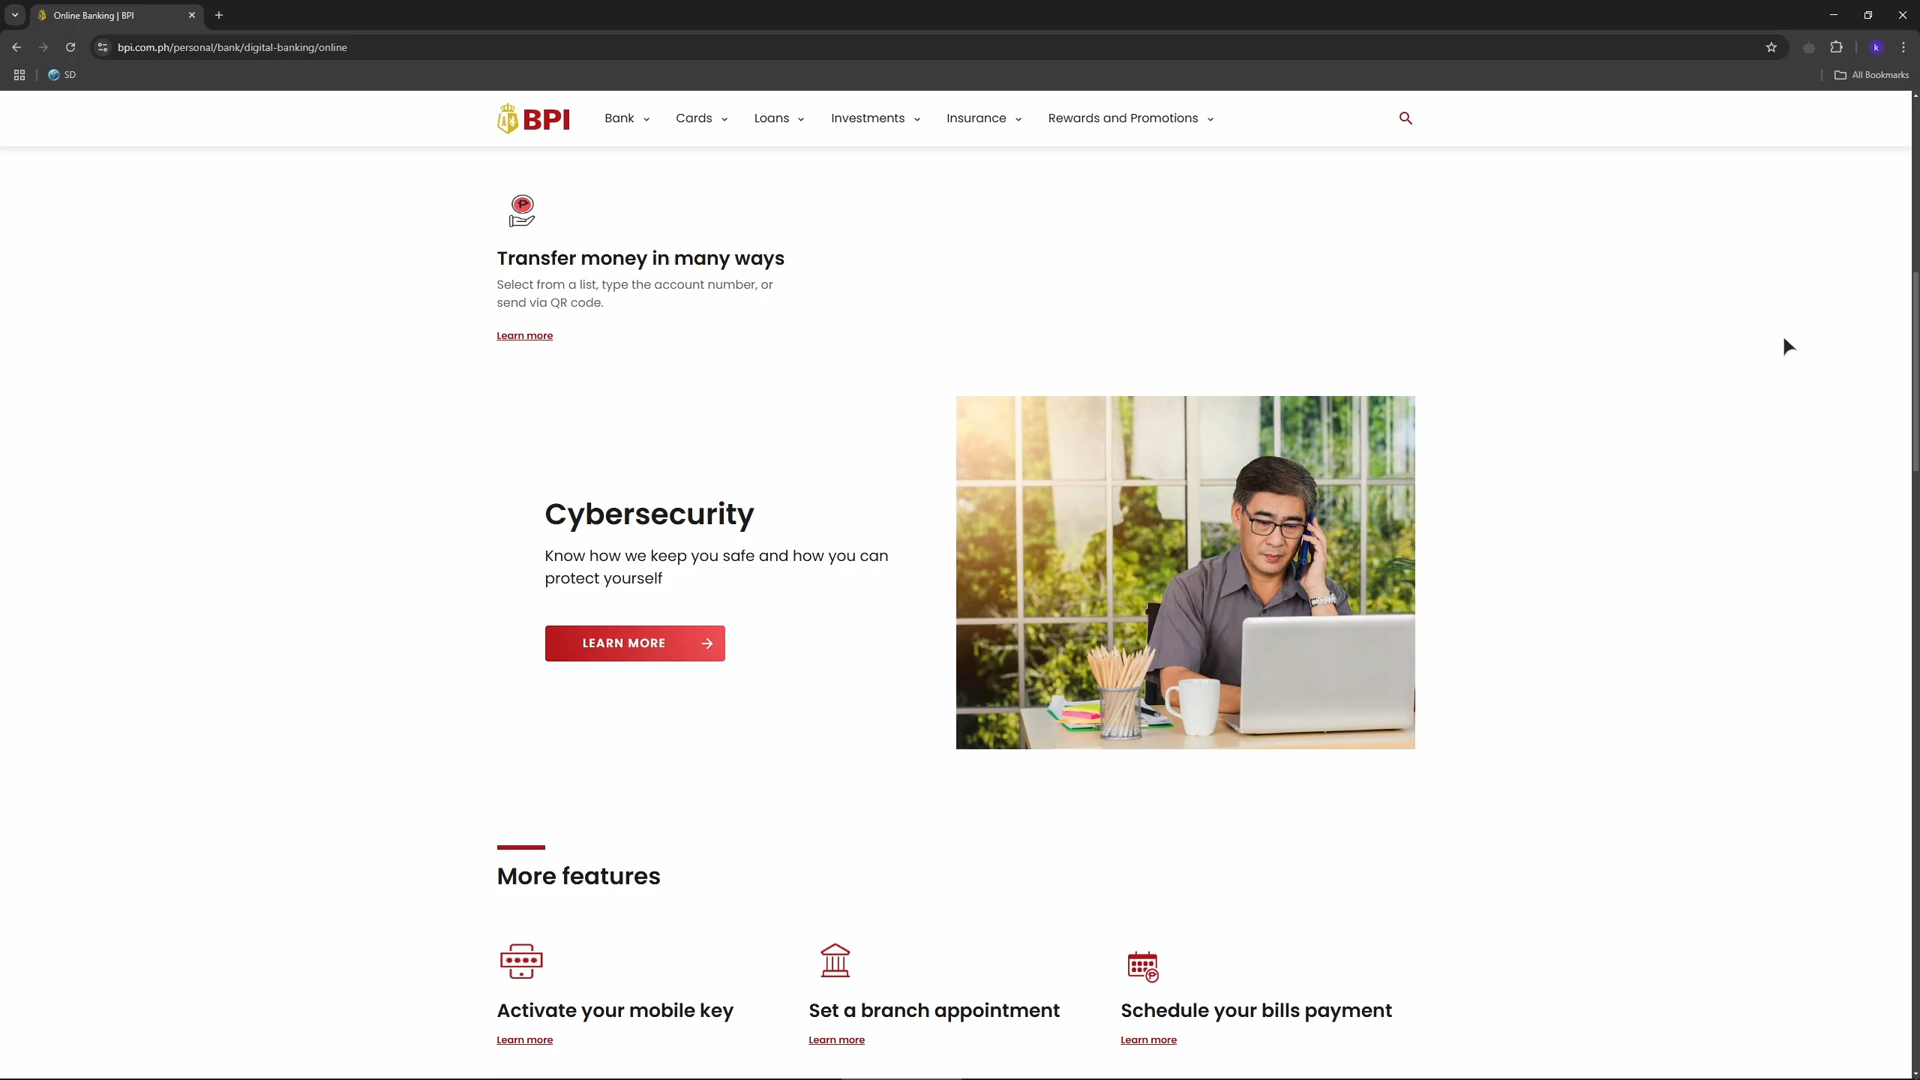 Online Banking | BPI
bpi.com.ph/personal/bank/digital-banking/online
k
SD
All Bookmarks
BPI
Bank
Cards
Loans
Investments
Insurance
Rewards and Promotions
Transfer money in many ways
Select from a list, type the account number, or
send via QR code.
Learn more
Cybersecurity
Know how we keep you safe and how you can
protect yourself
LEARN MORE
More features
Activate your mobile key
Set a branch appointment
Schedule your bills payment
Learn more
Learn more
Learn more